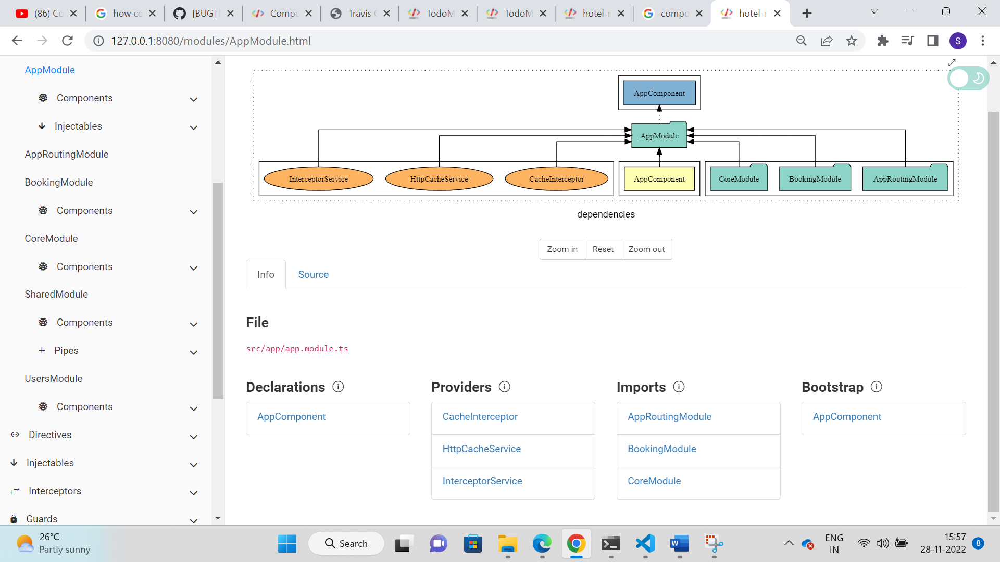 (86) Co
how co
[BUG]
Compo
Travis
TodoM
TodoM
hotel-r
compo
hotel-r
127.0.0.1:8080/modules/AppModule.html
S
AppModule
Components
Injectables
AppRoutingModule
BookingModule
Components
CoreModule
Components
SharedModule
Components
Pipes
UsersModule
Components
Directives
Injectables
Interceptors
Guards
AppComponent
AppModule
InterceptorService
HttpCacheService
CacheInterceptor
AppComponent
CoreModule
BookingModule
AppRoutingModule
dependencies
Zoom in
Reset
Zoom out
Info
Source
File
src/app/app.module.ts
Declarations
AppComponent
Providers
CacheInterceptor
HttpCacheService
InterceptorService
Imports
AppRoutingModule
BookingModule
CoreModule
Bootstrap
AppComponent
26°C
Partly sunny
Search
ENG
IN
15:57
28-11-2022
8